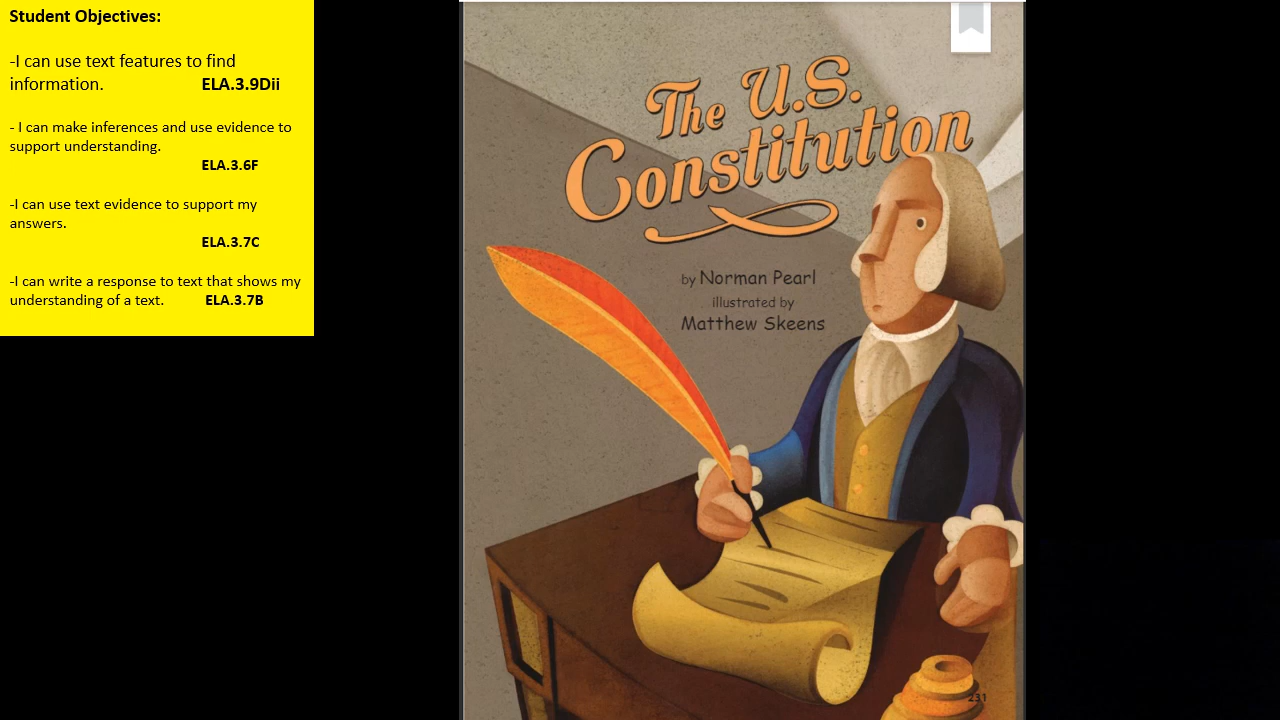 Student Objectives:
-I can use text features to find
information. ELA.3.9Dii
- I can make inferences and use evidence to
support understanding.
ELA.3.6F
-I can use text evidence to support my
answers.
ELA.3.7C
-I can write a response to text that shows my
understanding of a text. ELA.3.7B
The U.S.
Constitution
by Norman Pearl
illustrated by
Matthew Skeens
231